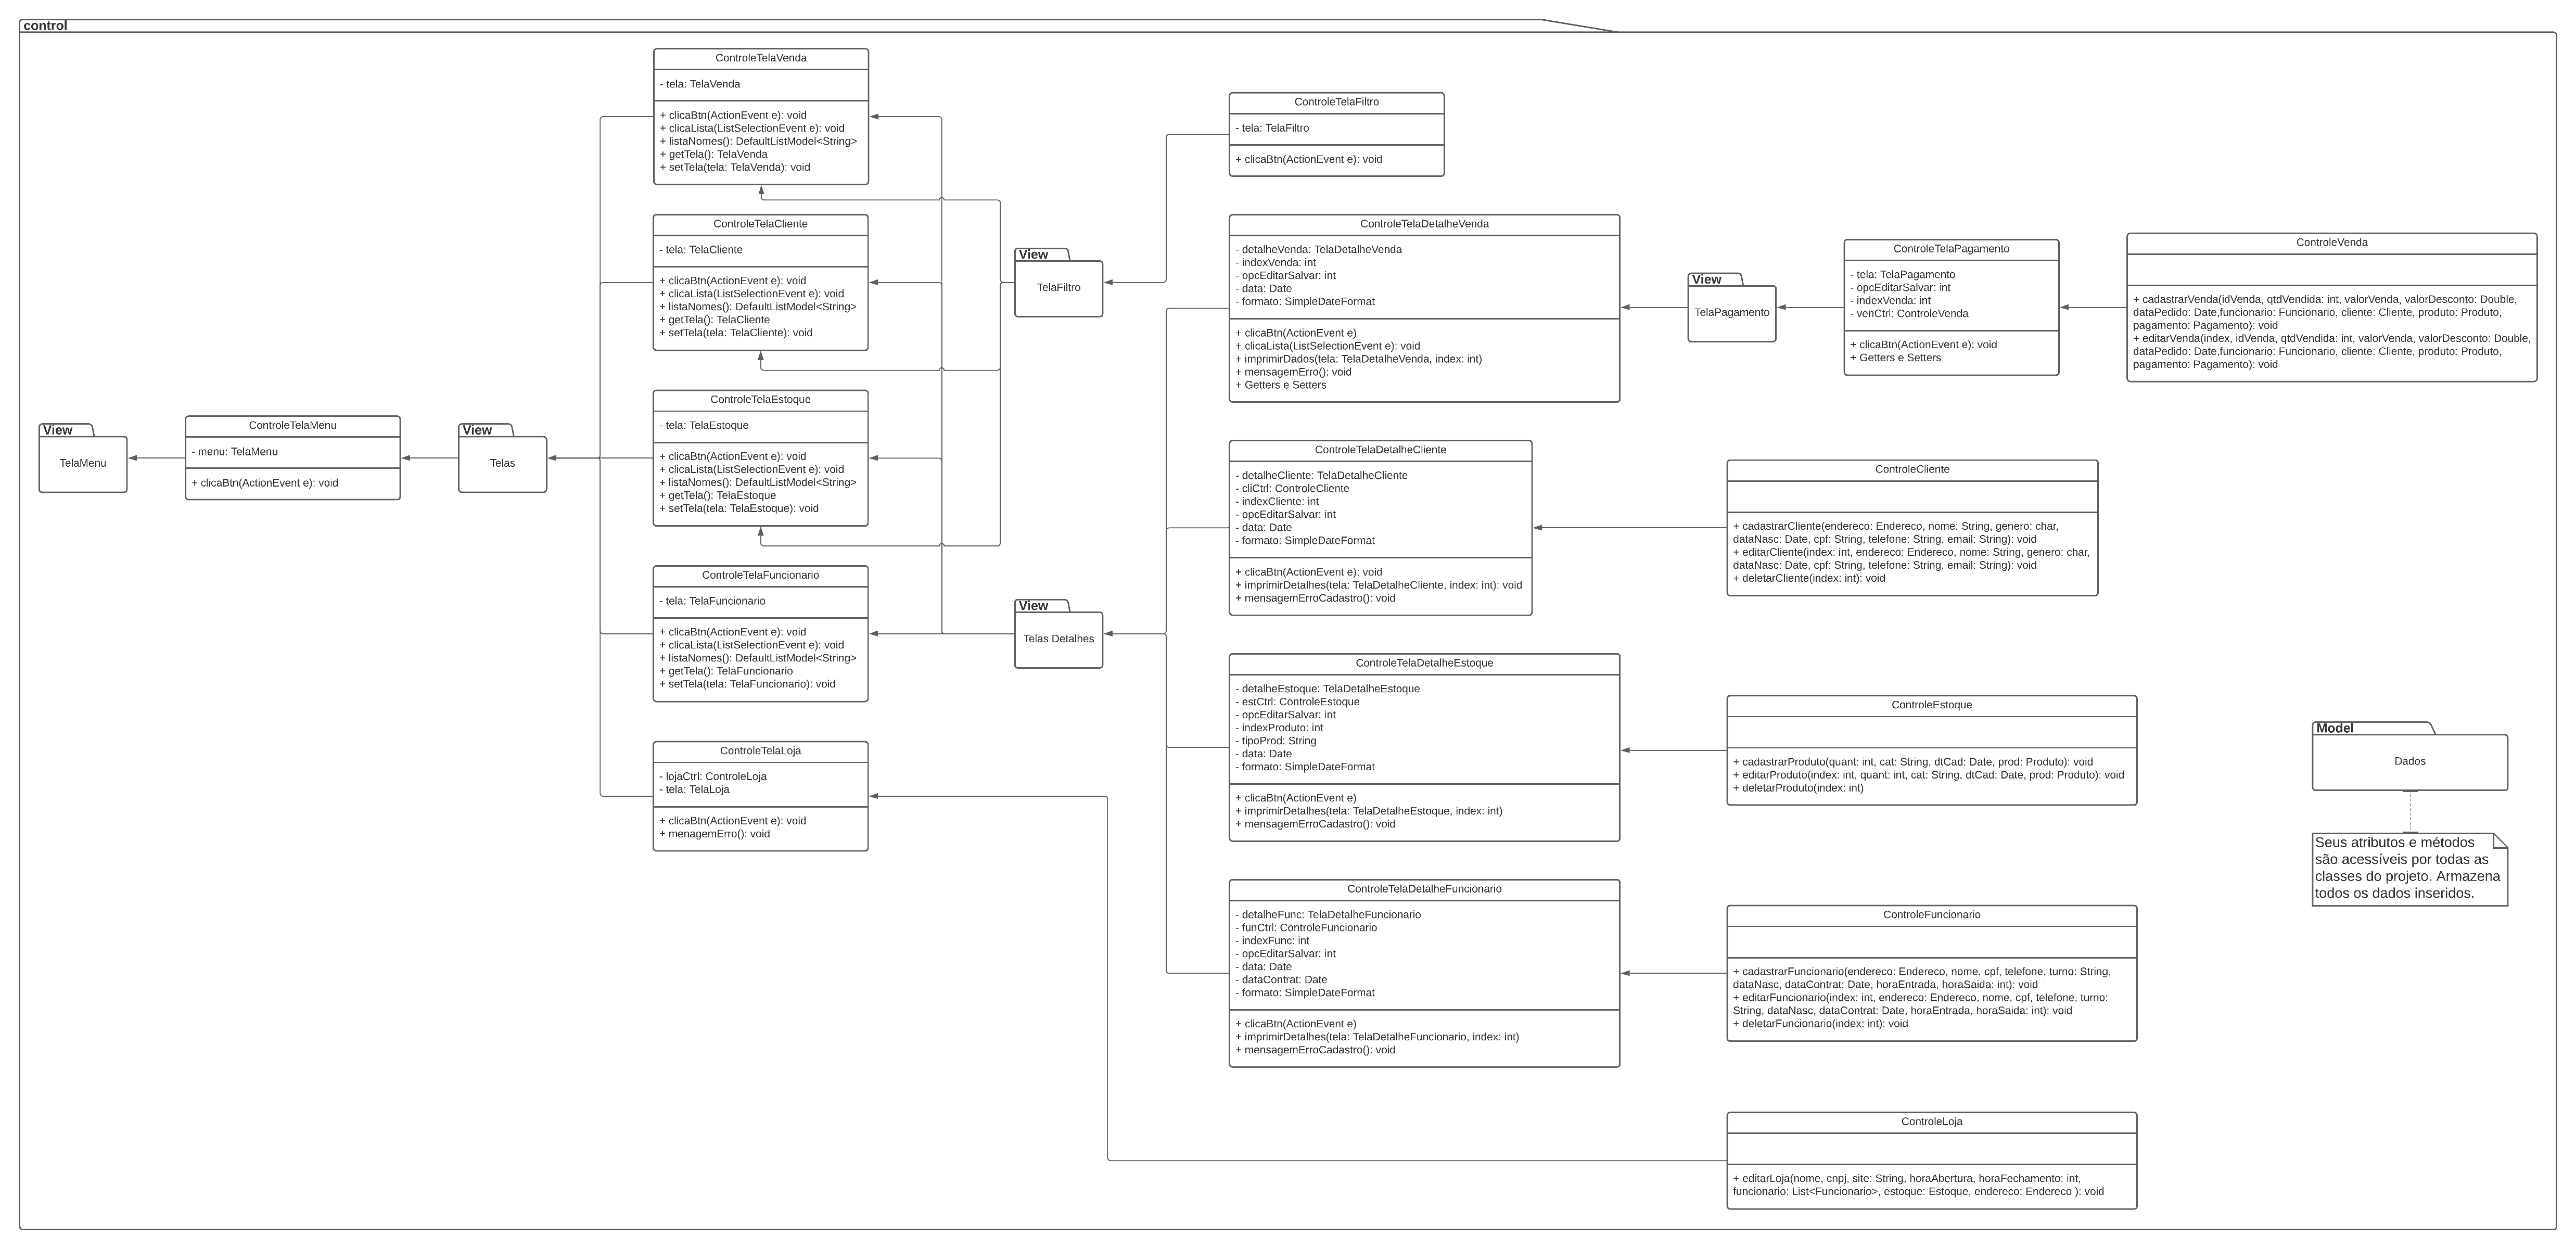 control
View
TelaMenu
ControleTelaMenu
- menu: TelaMenu
+ clicaBtn(ActionEvent e): void
View
Telas
ControleTelaVenda
- tela: TelaVenda
+ clicaBtn(ActionEvent e): void
+ clicaLista(ListSelectionEvent e): void
+ listaNomes(): DefaultListModel<String>
+ getTela(): TelaVenda
+ setTela(tela: TelaVenda): void
ControleTelaCliente
- tela: TelaCliente
+ clicaBtn(ActionEvent e): void
+ clicaLista(ListSelectionEvent e): void
+ listaNomes(): DefaultListModel<String>
+ getTela(): TelaCliente
+ setTela(tela: TelaCliente): void
ControleTelaEstoque
- tela: TelaEstoque
+ clicaBtn(ActionEvent e): void
+ clicaLista(ListSelectionEvent e): void
+ listaNomes(): DefaultListModel<String>
+ getTela(): TelaEstoque
+ setTela(tela: TelaEstoque): void
ControleTelaFuncionario
- tela: TelaFuncionario
+ clicaBtn(ActionEvent e): void
+ clicaLista(ListSelectionEvent e): void
+ listaNomes(): DefaultListModel<String>
+ getTela(): TelaFuncionario
+ setTela(tela: TelaFuncionario): void
ControleTelaLoja
- lojaCtrl: ControleLoja
- tela: TelaLoja
+ clicaBtn(ActionEvent e): void
+ menagemErro(): void
View
TelaFiltro
View
Telas Detalhes
ControleTelaFiltro
- tela: TelaFiltro
+ clicaBtn(ActionEvent e): void
ControleTelaDetalheVenda
- detalheVenda: TelaDetalheVenda
- indexVenda: int
- opcEditarSalvar: int
- data: Date
- formato: SimpleDateFormat
+ clicaBtn(ActionEvent e)
+ clicaLista(ListSelectionEvent e): void
+ imprimirDados(tela: TelaDetalheVenda, index: int)
+ mensagemErro(): void
+ Getters e Setters
ControleTelaDetalheCliente
- detalheCliente: TelaDetalheCliente
- cliCtrl: ControleCliente
- indexCliente: int
- opcEditarSalvar: int
- data: Date
- formato: SimpleDateFormat
+ clicaBtn(ActionEvent e): void
+ imprimirDetalhes(tela: TelaDetalheCliente, index: int): void
+ mensagemErroCadastro(): void
ControleTelaDetalheEstoque
- detalheEstoque: TelaDetalheEstoque
- estCtrl: ControleEstoque
- opcEditarSalvar: int
- indexProduto: int
- tipoProd: String
- data: Date
- formato: SimpleDateFormat
+ clicaBtn(ActionEvent e)
+ imprimirDetalhes(tela: TelaDetalheEstoque, index: int)
+ mensagemErroCadastro(): void
ControleTelaDetalheFuncionario
- detalheFunc: TelaDetalheFuncionario
- funCtrl: ControleFuncionario
- indexFunc: int
- opcEditarSalvar: int
- data: Date
- dataContrat: Date
- formato: SimpleDateFormat
+ clicaBtn(ActionEvent e)
+ imprimirDetalhes(tela: TelaDetalheFuncionario, index: int)
+ mensagemErroCadastro(): void
View
TelaPagamento
ControleTelaPagamento
- tela: TelaPagamento
- opcEditarSalvar: int
- indexVenda: int
- venCtrl: ControleVenda
+ clicaBtn(ActionEvent e): void
+ Getters e Setters
ControleVenda
+ cadastrarVenda(idVenda, qtdVendida: int, valorVenda, valorDesconto: Double,
dataPedido: Date,funcionario: Funcionario, cliente: Cliente, produto: Produto,
pagamento: Pagamento): void
+ editarVenda(index, idVenda, qtdVendida: int, valorVenda, valorDesconto: Double,
dataPedido: Date,funcionario: Funcionario, cliente: Cliente, produto: Produto,
pagamento: Pagamento): void
ControleCliente
+ cadastrarCliente(endereco: Endereco, nome: String, genero: char,
dataNasc: Date, cpf: String, telefone: String, email: String): void
+ editarCliente(index: int, endereco: Endereco, nome: String, genero: char,
dataNasc: Date, cpf: String, telefone: String, email: String): void
+ deletarCliente(index: int): void
ControleEstoque
+ cadastrarProduto(quant: int, cat: String, dtCad: Date, prod: Produto): void
+ editarProduto(index: int, quant: int, cat: String, dtCad: Date, prod: Produto): void
+ deletarProduto(index: int)
ControleFuncionario
+ cadastrarFuncionario(endereco: Endereco, nome, cpf, telefone, turno: String,
dataNasc, dataContrat: Date, horaEntrada, horaSaida: int): void
+ editarFuncionario(index: int, endereco: Endereco, nome, cpf, telefone, turno:
String, dataNasc, dataContrat: Date, horaEntrada, horaSaida: int): void
+ deletarFuncionario(index: int): void
ControleLoja
+ editarLoja(nome, cnpj, site: String, horaAbertura, horaFechamento: int,
funcionario: List<Funcionario>, estoque: Estoque, endereco: Endereco ): void
Model
Dados
Seus atributos e métodos
são acessíveis por todas as
classes do projeto. Armazena
todos os dados inseridos.